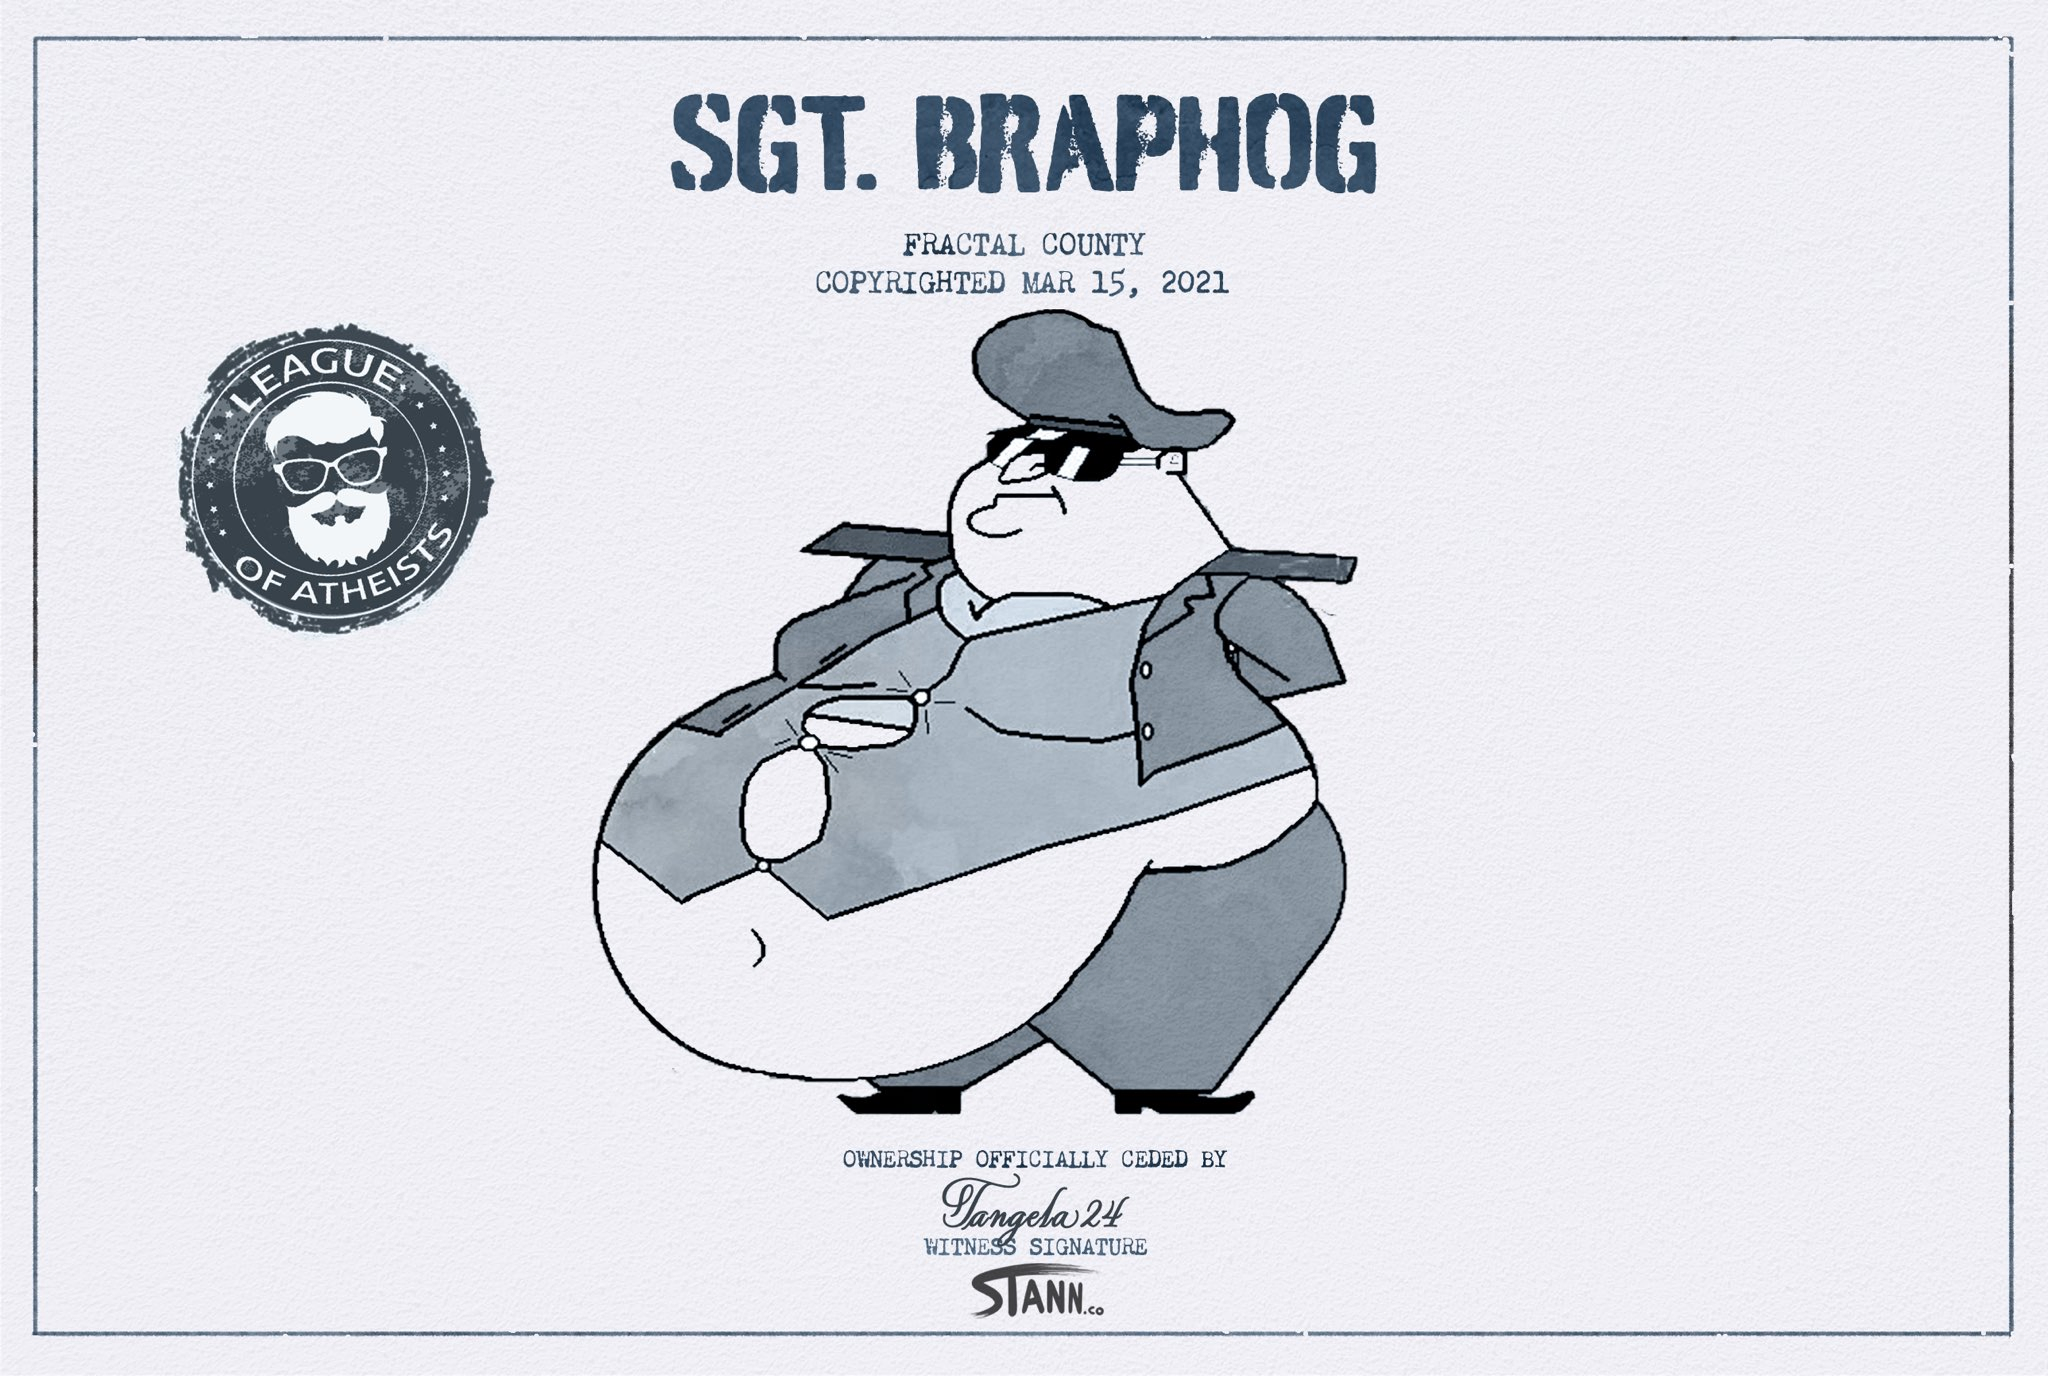 SGT. BRAPHOG
FRACTAL COUNTY
COPYRIGHTED MAR 15, 2021
LEAGUE
OF ATHEISTS
OWNERSHIP OFFICIALLY CEDED BY
Tangela24
WITNESS SIGNATURE
STANN.co